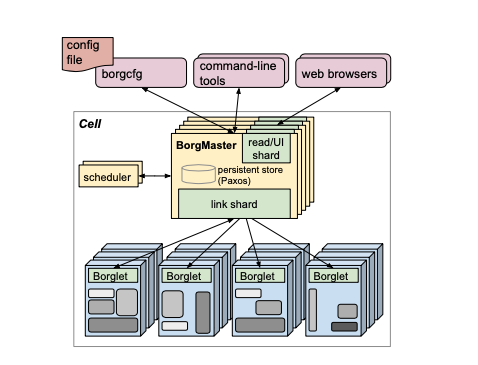 config
file
borgcfg
command-line
tools
web browsers
Cell
BorgMaster
read/UI
shard
persistent store
(Paxos)
scheduler
link shard
Borglet
Borglet
Borglet
Borglet